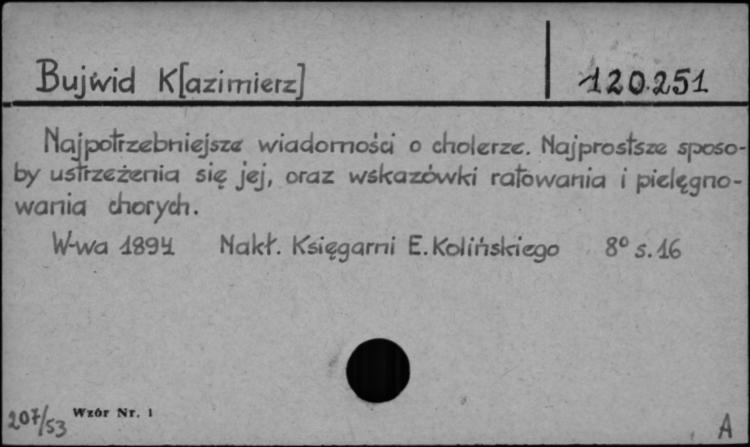 Bujwid K[azimierz] 120.251
Najpotrzebniejsze wiadomości o cholerze. Najprostsze sposo-
by ustrzeżenia się jej, oraz wskazówki ratowania i pielęgno-
wania chorych.
W-wa 1894 Nakł. Księgarni E. Kolińskiego 8° s. 16
207/53 Wzór Nr. 1
A